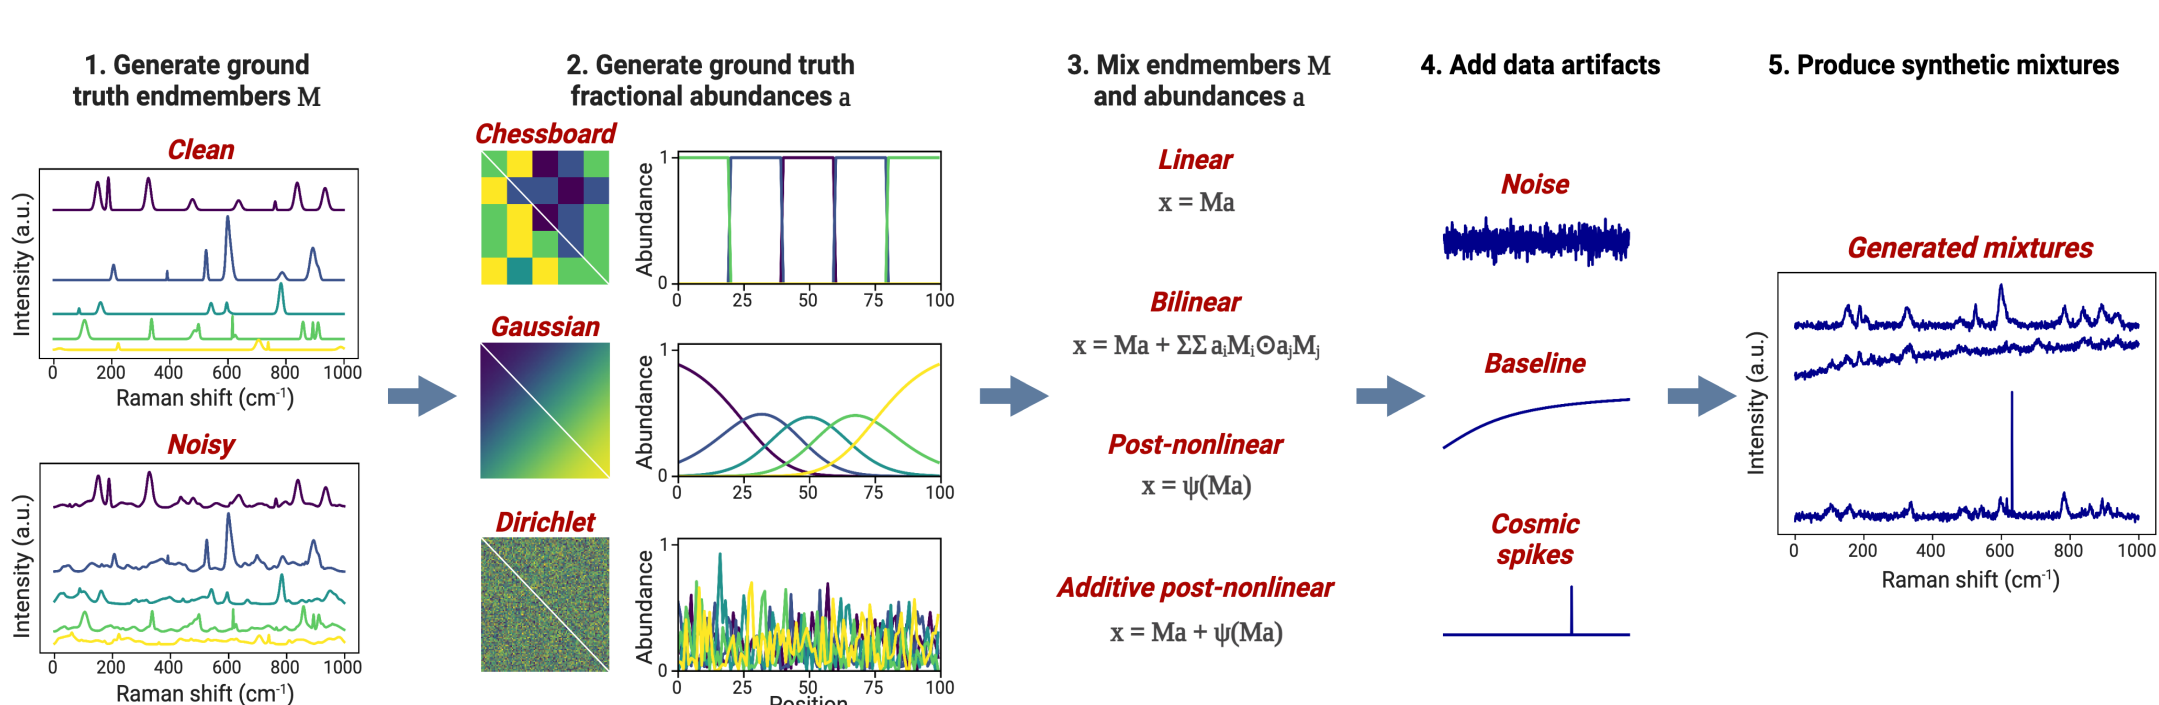 1. Generate ground
truth endmembers M
Clean
Intensity (a.u.)
0 200 400 600 800 1000
Raman shift (cm⁻¹)
Noisy
Intensity (a.u.)
0 200 400 600 800 1000
Raman shift (cm⁻¹)
2. Generate ground truth
fractional abundances a
Chessboard
Abundance
1
0
0 25 50 75 100
Gaussian
Abundance
1
0
0 25 50 75 100
Dirichlet
Abundance
1
0
0 25 50 75 100
Position
3. Mix endmembers M
and abundances a
Linear
x = Ma
Bilinear
x = Ma + ΣΣ aᵢMᵢ⊙aⱼMⱼ
Post-nonlinear
x = ψ(Ma)
Additive post-nonlinear
x = Ma + ψ(Ma)
4. Add data artifacts
Noise
Baseline
Cosmic
spikes
5. Produce synthetic mixtures
Generated mixtures
Intensity (a.u.)
0 200 400 600 800 1000
Raman shift (cm⁻¹)